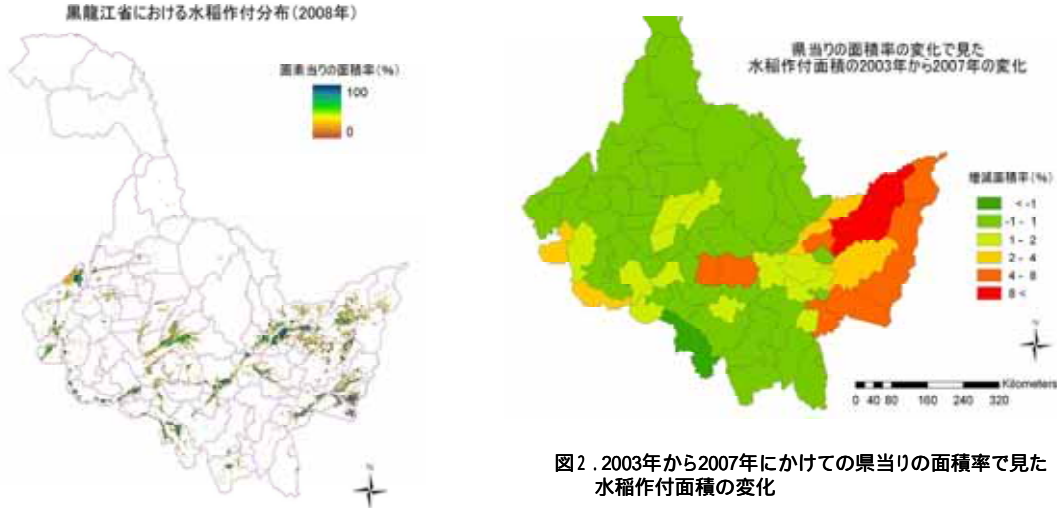 黒龍江省における水稲作付分布(2008年)
画素当りの面積率(%)
100
0
N
県当りの面積率の変化で見た
水稲作付面積の2003年から2007年の変化
増減面積率(%)
< -1
-1 - 1
1 - 2
2 - 4
4 - 8
8 <
N
Kilometers
0 40 80 160 240 320
図2.2003年から2007年にかけての県当りの面積率で見た
水稲作付面積の変化